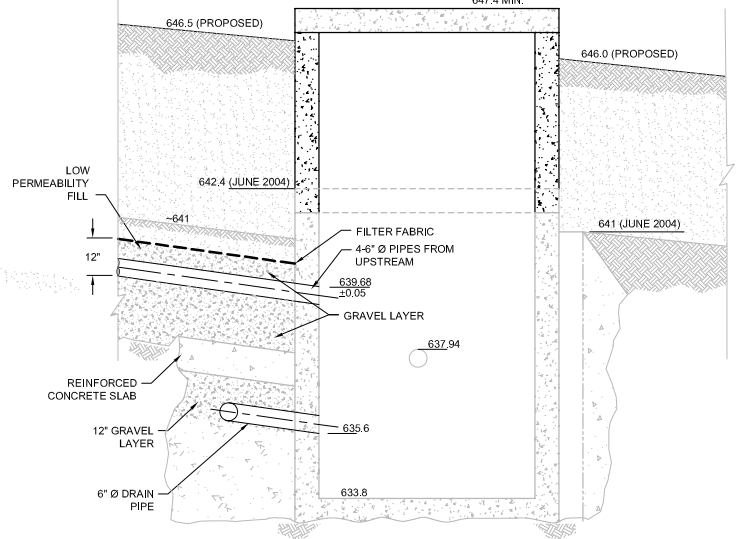 647.4 MIN.
646.5 (PROPOSED)
646.0 (PROPOSED)
LOW
PERMEABILITY
FILL
642.4 (JUNE 2004)
~641
641 (JUNE 2004)
FILTER FABRIC
4-6" Ø PIPES FROM
UPSTREAM
12"
639.68
±0.05
GRAVEL LAYER
637.94
REINFORCED
CONCRETE SLAB
12" GRAVEL
LAYER
635.6
6" Ø DRAIN
PIPE
633.8